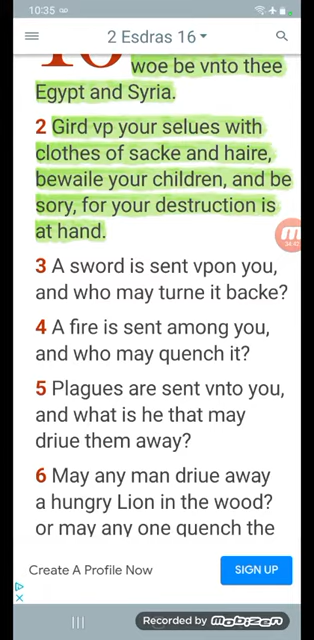 10:35
2 Esdras 16
woe be vnto thee
Egypt and Syria.
2 Gird vp your selues with
clothes of sacke and haire,
bewaile your children, and be
sory, for your destruction is
at hand.
3 A sword is sent vpon you,
and who may turne it backe?
4 A fire is sent among you,
and who may quench it?
5 Plagues are sent vnto you,
and what is he that may
driue them away?
6 May any man driue away
a hungry Lion in the wood?
or may any one quench the
Create A Profile Now
SIGN UP
Recorded by mobizen